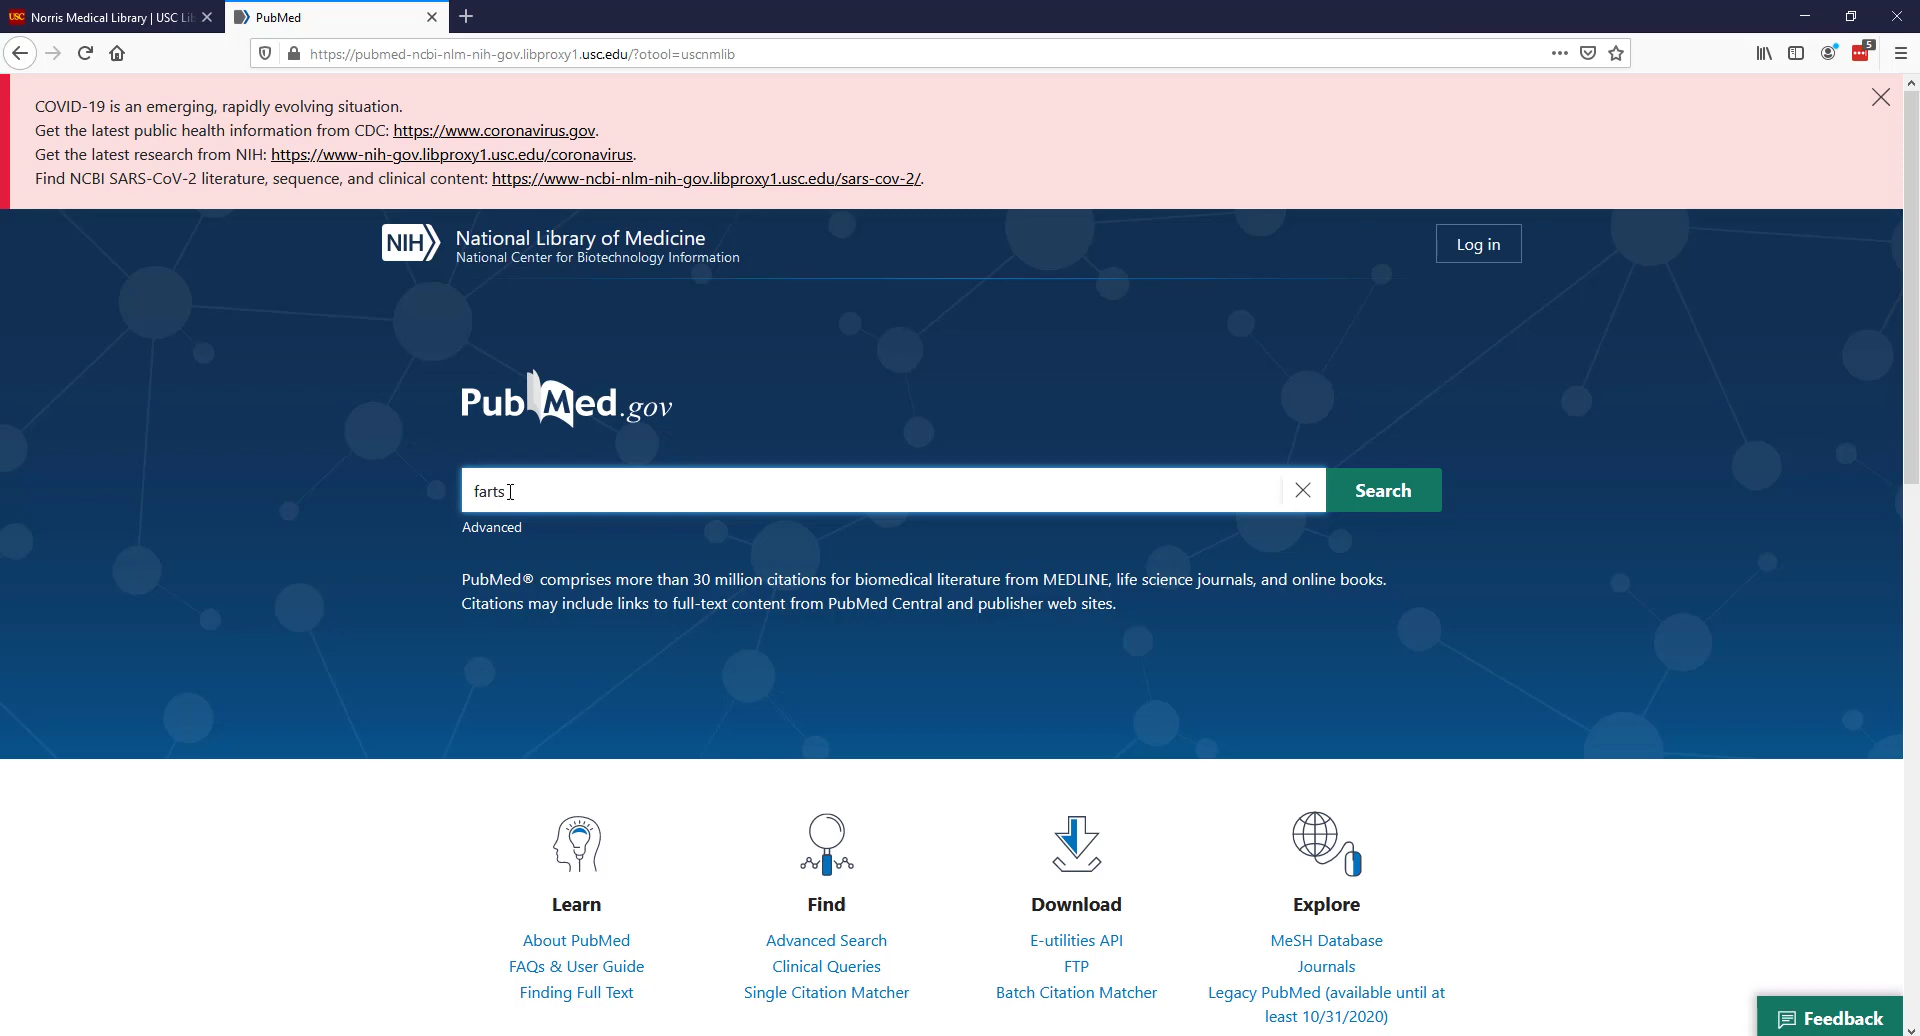 USC Norris Medical Library | USC Lib
PubMed
https://pubmed-ncbi-nlm-nih-gov.libproxy1.usc.edu/?otool=uscnmlib
5
COVID-19 is an emerging, rapidly evolving situation.
Get the latest public health information from CDC: https://www.coronavirus.gov.
Get the latest research from NIH: https://www-nih-gov.libproxy1.usc.edu/coronavirus.
Find NCBI SARS-CoV-2 literature, sequence, and clinical content: https://www-ncbi-nlm-nih-gov.libproxy1.usc.edu/sars-cov-2/.
NIH National Library of Medicine
National Center for Biotechnology Information
Log in
PubMed.gov
farts
Search
Advanced
PubMed® comprises more than 30 million citations for biomedical literature from MEDLINE, life science journals, and online books.
Citations may include links to full-text content from PubMed Central and publisher web sites.
Learn
About PubMed
FAQs & User Guide
Finding Full Text
Find
Advanced Search
Clinical Queries
Single Citation Matcher
Download
E-utilities API
FTP
Batch Citation Matcher
Explore
MeSH Database
Journals
Legacy PubMed (available until at
least 10/31/2020)
Feedback